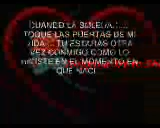 CUANDO LA SOLEDAD.....
TOQUE LAS PUERTAS DE MI
VIDA.... TU ESTARAS OTRA
VEZ CONMIGO COMO LO
HICISTE EN EL MOMENTO EN
QUE NACI